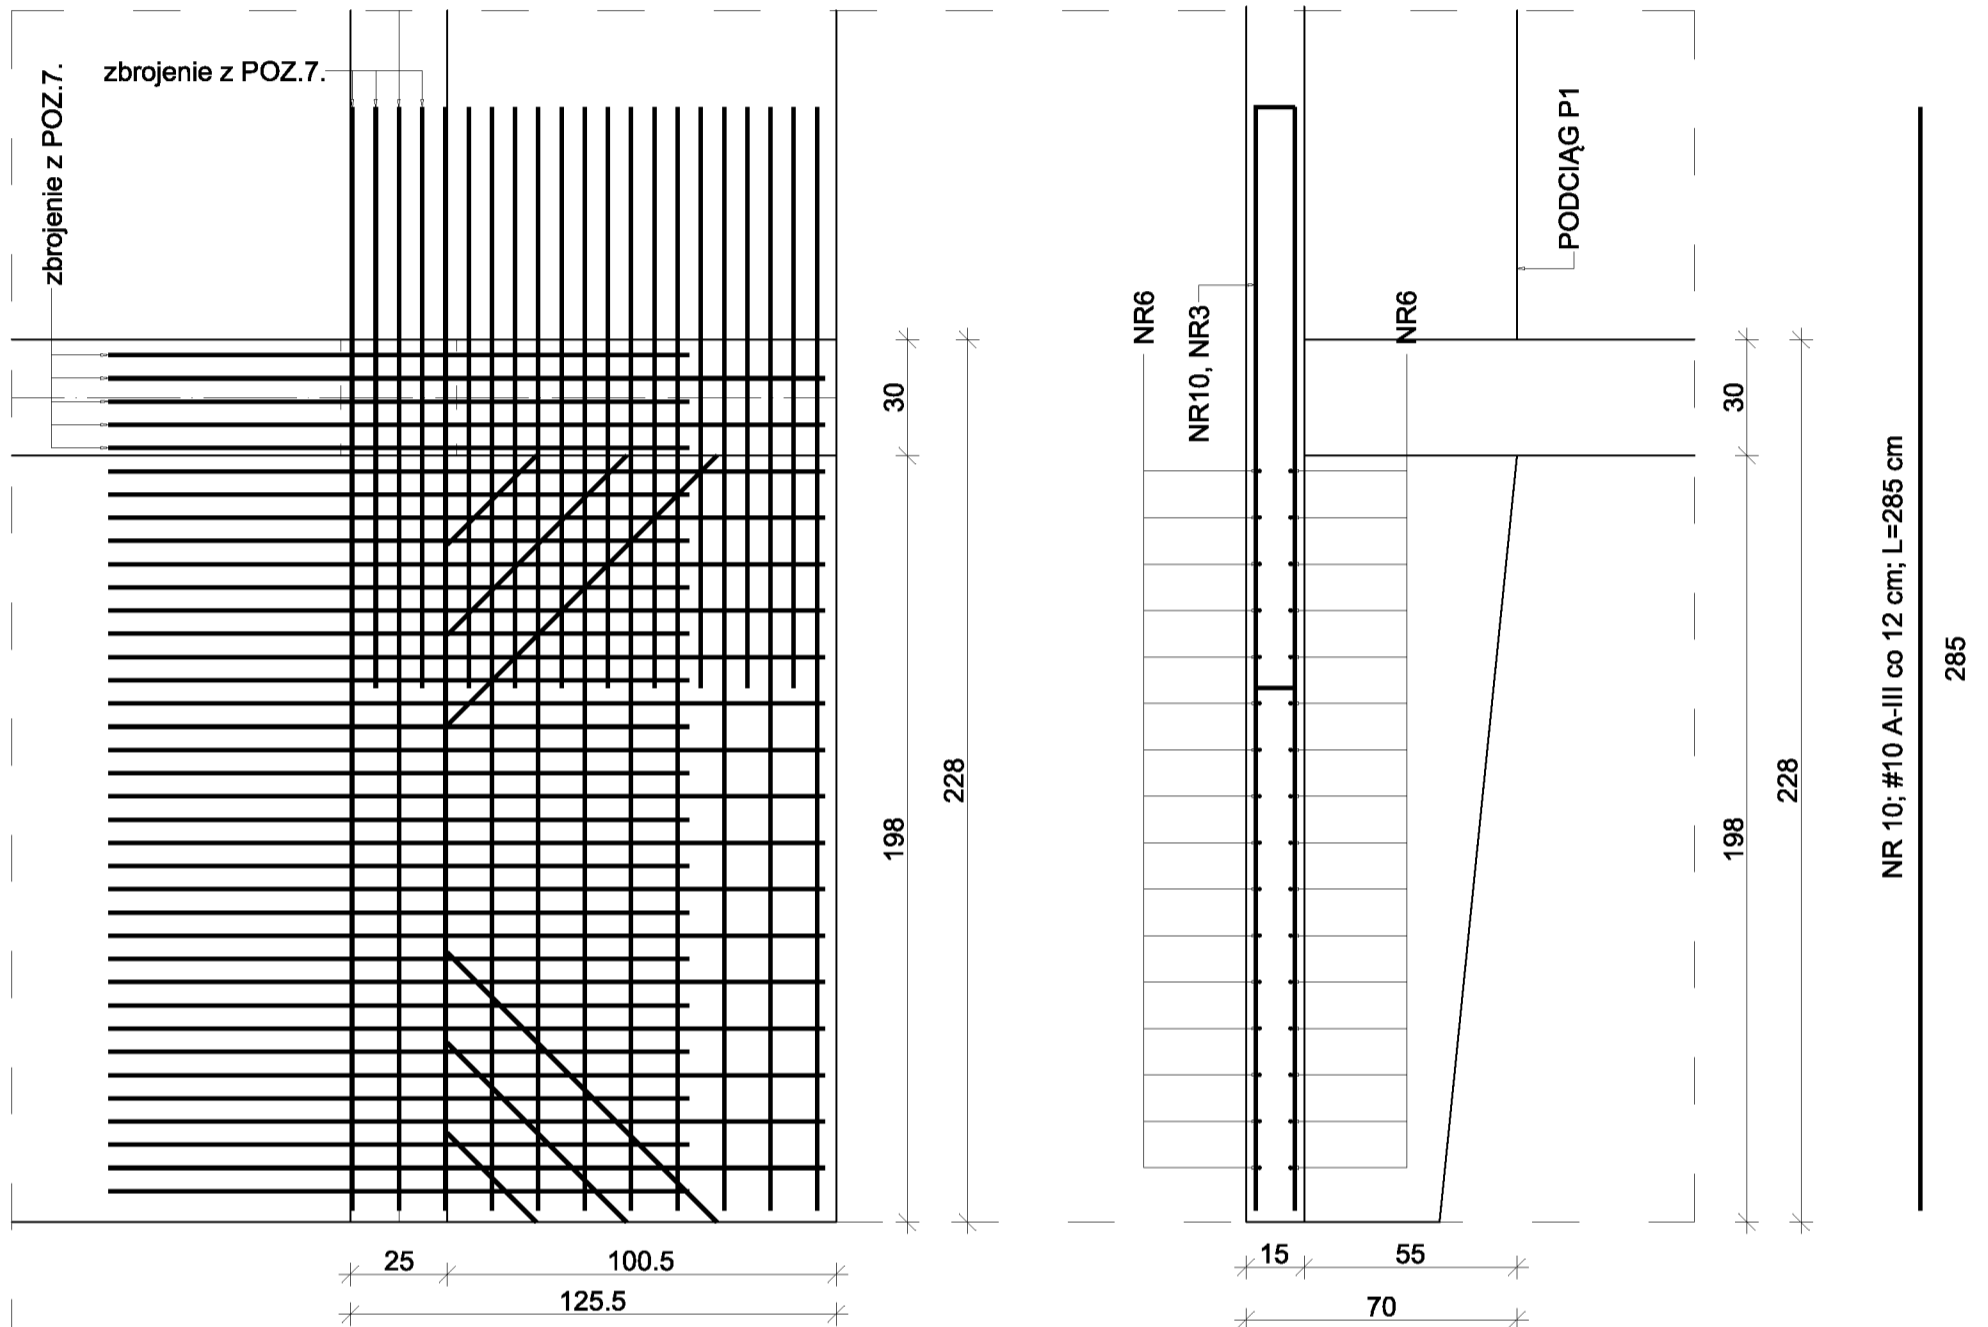 zbrojenie z POZ.7.
zbrojenie z POZ.7.
30
198
228
25
100.5
125.5
NR6
NR10, NR3
NR6
PODCIĄG P1
30
198
228
15
55
70
NR 10; #10 A-III co 12 cm; L=285 cm
285